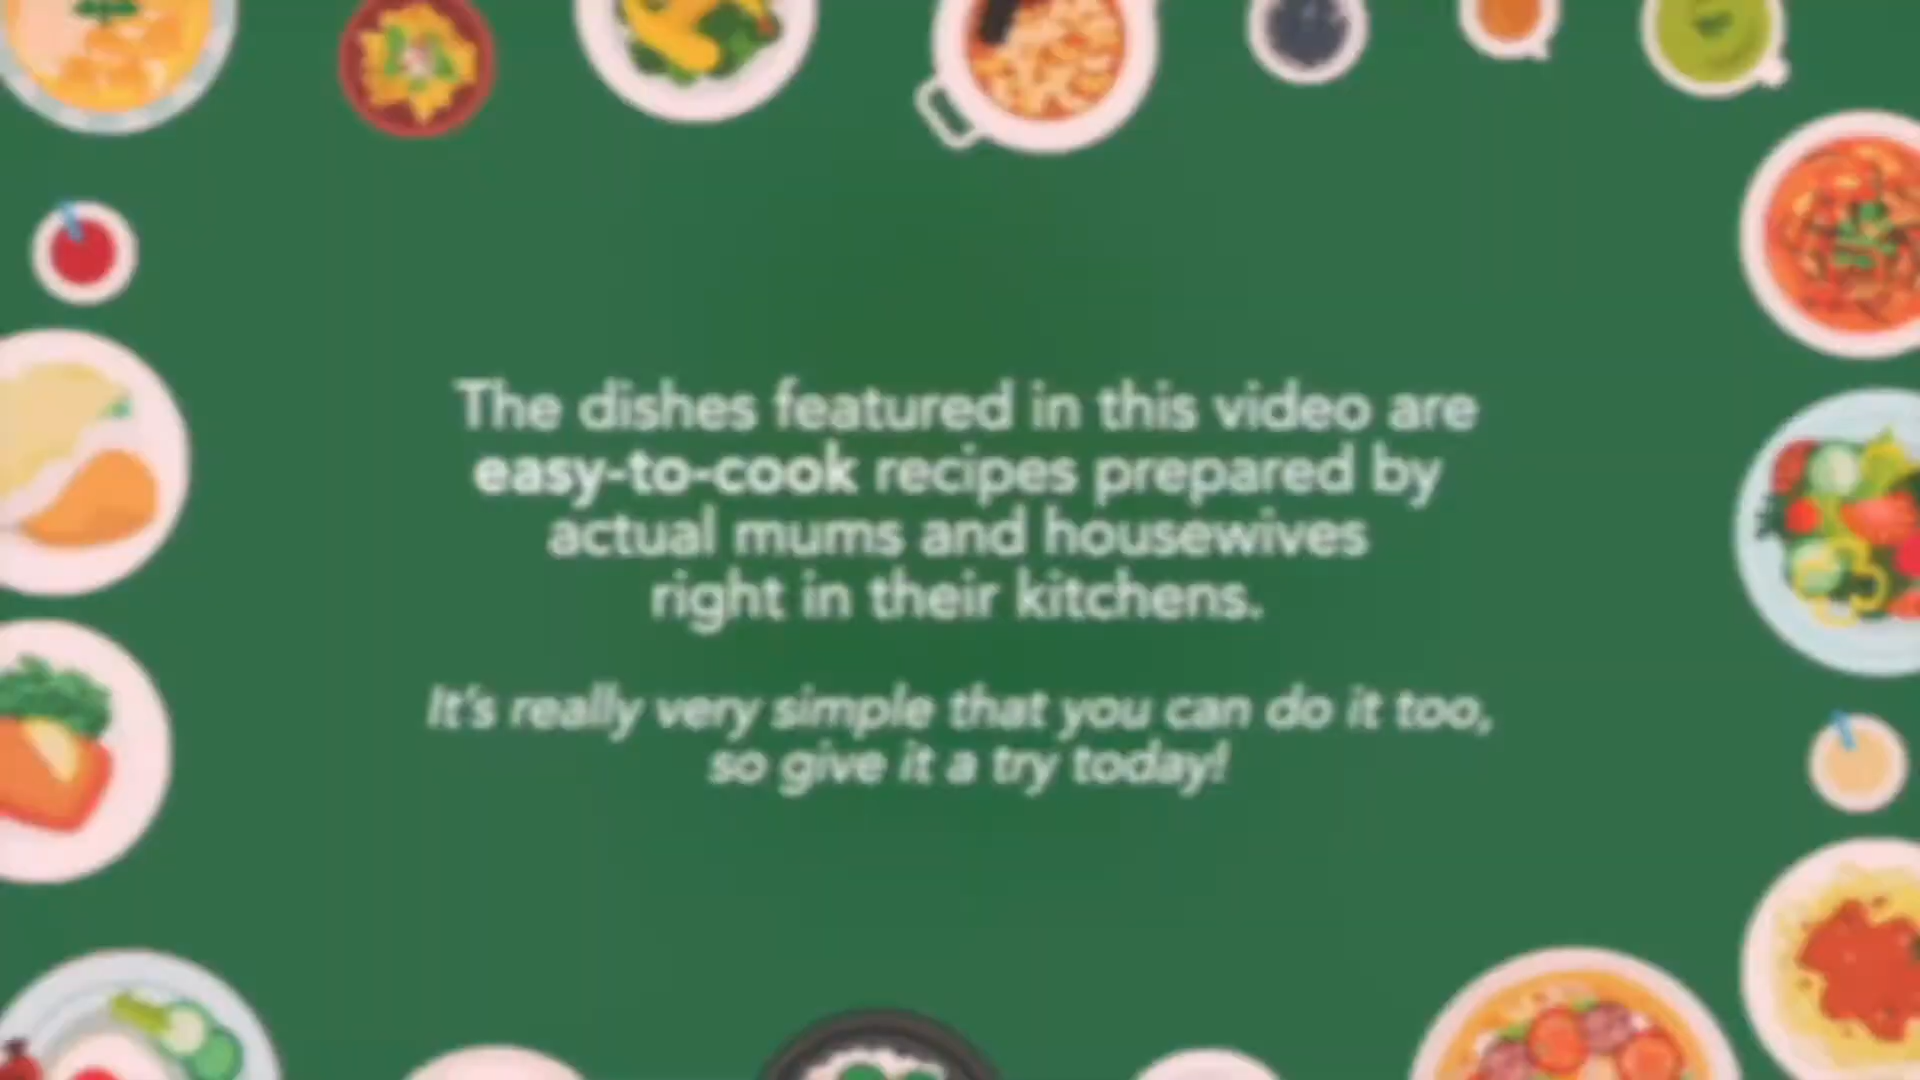 The dishes featured in this video are
easy-to-cook recipes prepared by
actual mums and housewives
right in their kitchens.
It's really very simple that you can do it too,
so give it a try today!